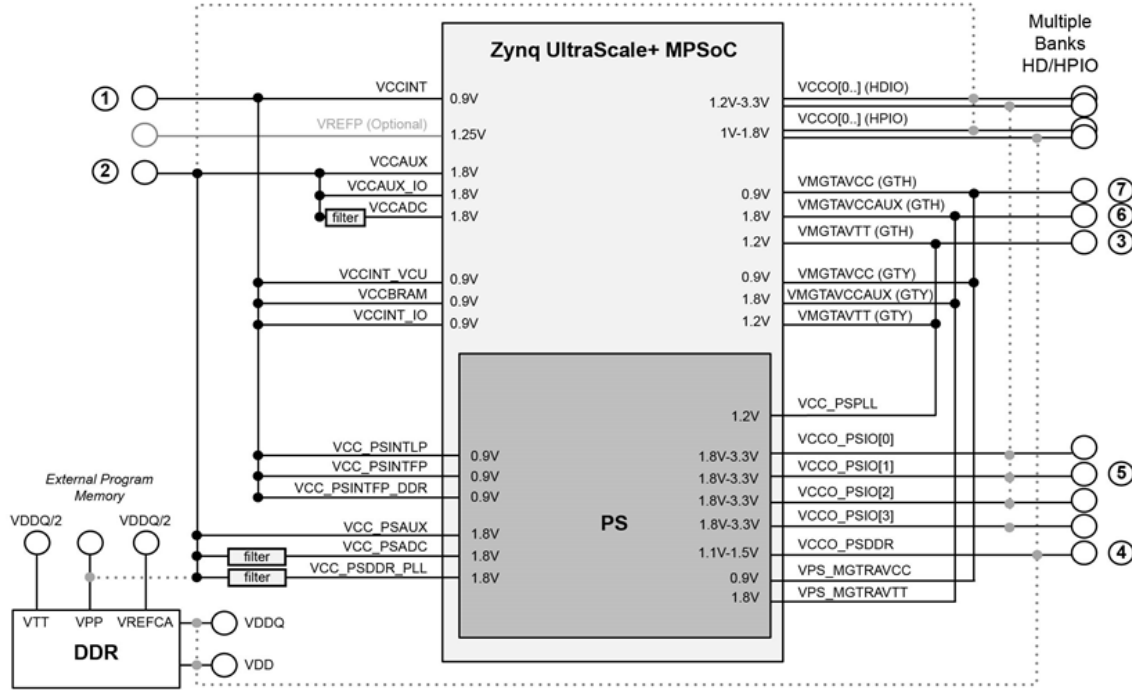 Multiple
Banks
HD/HPIO
Zynq UltraScale+ MPSoC
1
VCCINT
0.9V
VREFP (Optional)
1.25V
2
VCCAUX
1.8V
VCCAUX_IO
1.8V
VCCADC
filter
1.8V
VCCINT_VCU
0.9V
VCCBRAM
0.9V
VCCINT_IO
0.9V
1.2V-3.3V
VCCO[0..] (HDIO)
1V-1.8V
VCCO[0..] (HPIO)
0.9V
VMGTAVCC (GTH)
7
1.8V
VMGTAVCCAUX (GTH)
6
1.2V
VMGTAVTT (GTH)
3
0.9V
VMGTAVCC (GTY)
1.8V
VMGTAVCCAUX (GTY)
1.2V
VMGTAVTT (GTY)
PS
1.2V
VCC_PSPLL
VCC_PSINTLP
0.9V
VCC_PSINTFP
0.9V
VCC_PSINTFP_DDR
0.9V
VCC_PSAUX
1.8V
filter
VCC_PSADC
1.8V
filter
VCC_PSDDR_PLL
1.8V
1.8V-3.3V
VCCO_PSIO[0]
1.8V-3.3V
VCCO_PSIO[1]
5
1.8V-3.3V
VCCO_PSIO[2]
1.8V-3.3V
VCCO_PSIO[3]
1.1V-1.5V
VCCO_PSDDR
4
0.9V
VPS_MGTRAVCC
1.8V
VPS_MGTRAVTT
External Program
Memory
VDDQ/2
VDDQ/2
VTT
VPP
VREFCA
DDR
VDDQ
VDD